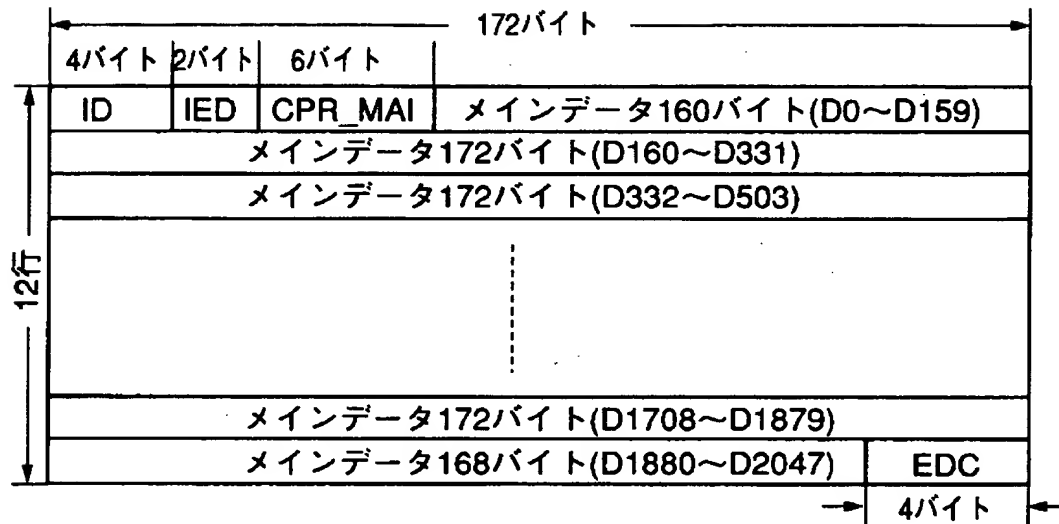 172バイト
4バイト 2バイト 6バイト
ID IED CPR_MAI メインデータ160バイト(D0〜D159)
メインデータ172バイト(D160〜D331)
メインデータ172バイト(D332〜D503)
12行
メインデータ172バイト(D1708〜D1879)
メインデータ168バイト(D1880〜D2047) EDC
4バイト